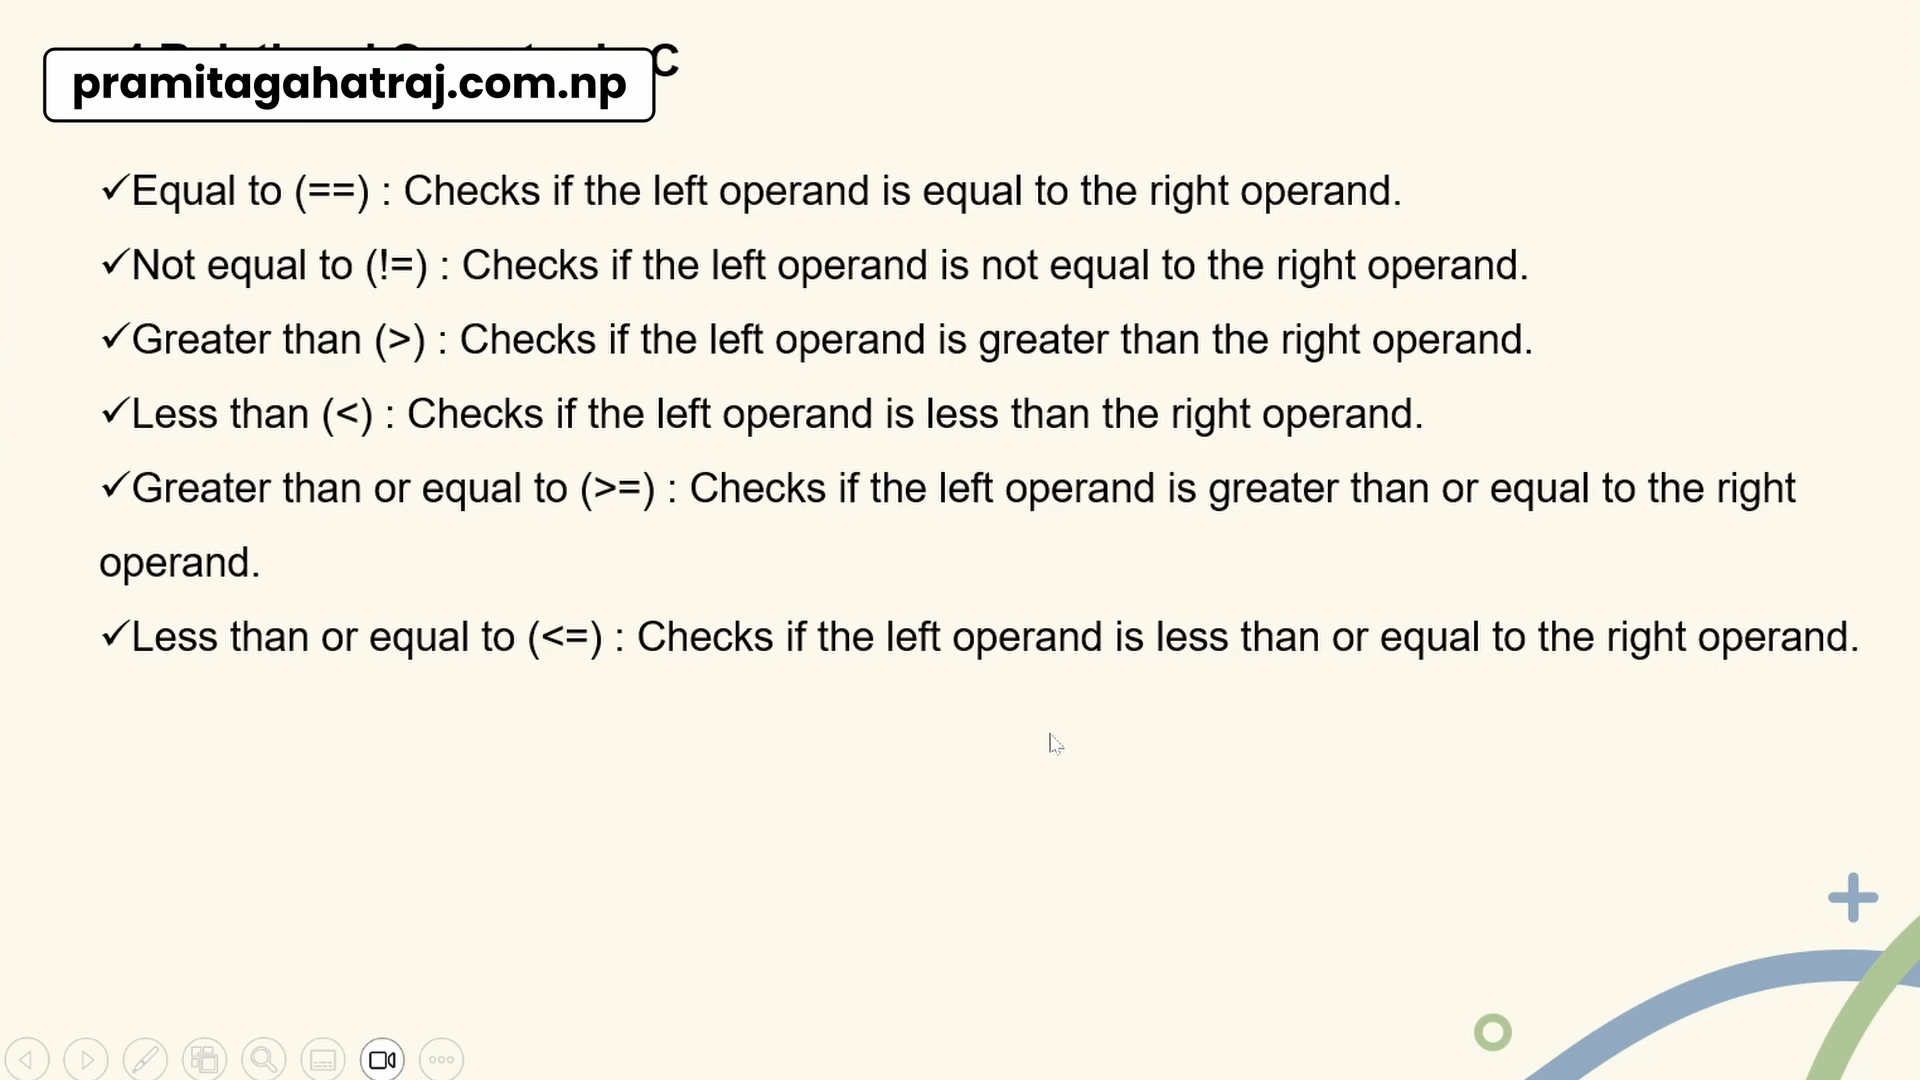 C
pramitagahatraj.com.np
✓Equal to (==) : Checks if the left operand is equal to the right operand.
✓Not equal to (!=) : Checks if the left operand is not equal to the right operand.
✓Greater than (>) : Checks if the left operand is greater than the right operand.
✓Less than (<) : Checks if the left operand is less than the right operand.
✓Greater than or equal to (>=) : Checks if the left operand is greater than or equal to the right
operand.
✓Less than or equal to (<=) : Checks if the left operand is less than or equal to the right operand.